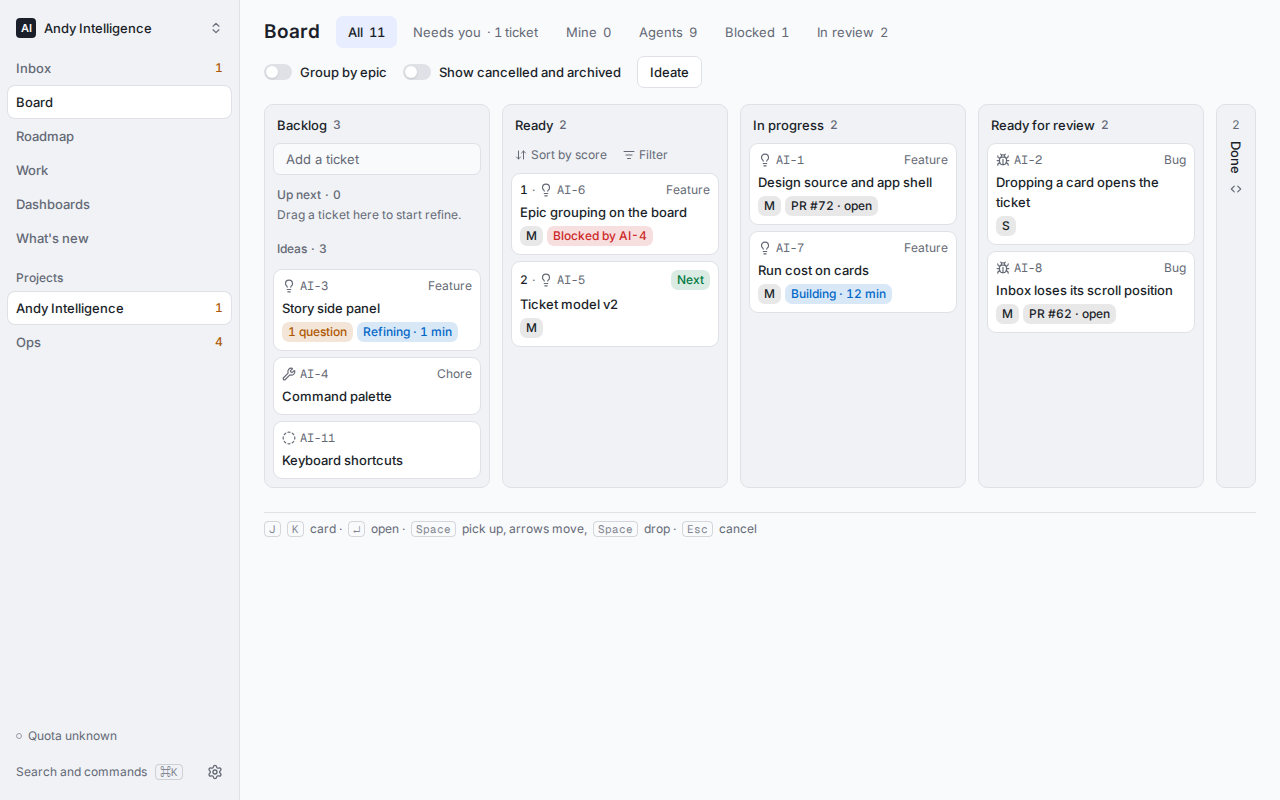 AI Andy Intelligence
Inbox 1
Board
Roadmap
Work
Dashboards
What's new
Projects
Andy Intelligence 1
Ops 4
Quota unknown
Search and commands ⌘K
Board All 11 Needs you · 1 ticket Mine 0 Agents 9 Blocked 1 In review 2
Group by epic Show cancelled and archived Ideate
Backlog 3
Add a ticket
Up next · 0
Drag a ticket here to start refine.
Ideas · 3
AI-3 Feature
Story side panel
1 question Refining · 1 min
AI-4 Chore
Command palette
AI-11
Keyboard shortcuts
Ready 2
Sort by score Filter
1 · AI-6 Feature
Epic grouping on the board
M Blocked by AI-4
2 · AI-5 Next
Ticket model v2
M
In progress 2
AI-1 Feature
Design source and app shell
M PR #72 · open
AI-7 Feature
Run cost on cards
M Building · 12 min
Ready for review 2
AI-2 Bug
Dropping a card opens the
ticket
S
AI-8 Bug
Inbox loses its scroll position
M PR #62 · open
2
Done
J K card · ↵ open · Space pick up, arrows move, Space drop · Esc cancel